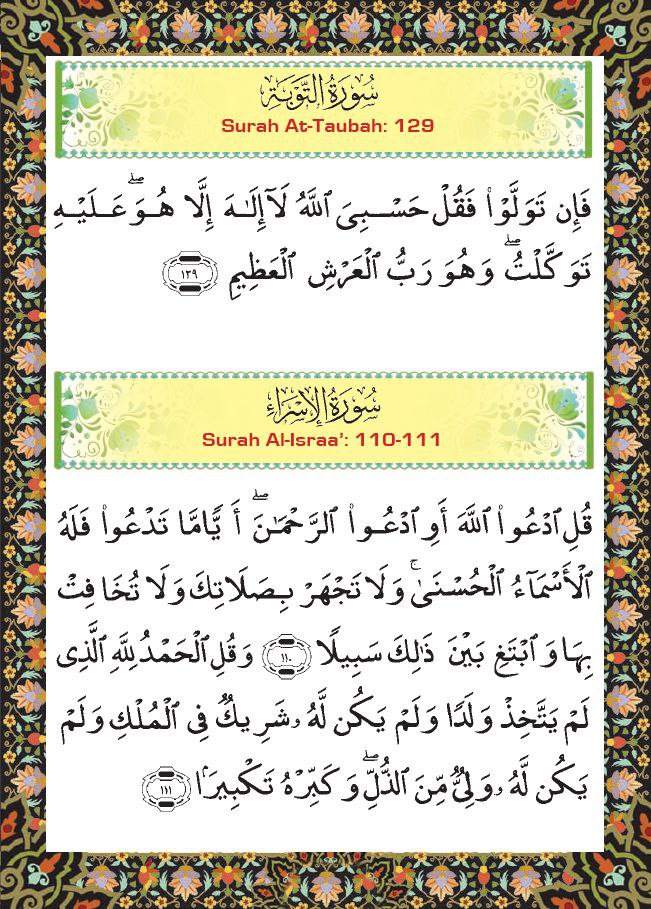 سُورَةُ التَّوْبَةِ
Surah At-Taubah: 129
فَإِن تَوَلَّوْا۟ فَقُلْ حَسْبِىَ ٱللَّهُ لَآ إِلَـٰهَ إِلَّا هُوَ ۖ عَلَيْهِ
تَوَكَّلْتُ ۖ وَهُوَ رَبُّ ٱلْعَرْشِ ٱلْعَظِيمِ ١٢٩
سُورَةُ الإِسْرَاءِ
Surah Al-Israa': 110-111
قُلِ ٱدْعُوا۟ ٱللَّهَ أَوِ ٱدْعُوا۟ ٱلرَّحْمَـٰنَ ۖ أَيًّا مَّا تَدْعُوا۟ فَلَهُ
ٱلْأَسْمَآءُ ٱلْحُسْنَىٰ ۚ وَلَا تَجْهَرْ بِصَلَاتِكَ وَلَا تُخَافِتْ
بِهَا وَٱبْتَغِ بَيْنَ ذَٰلِكَ سَبِيلًا ١١٠ وَقُلِ ٱلْحَمْدُ لِلَّهِ ٱلَّذِى
لَمْ يَتَّخِذْ وَلَدًا وَلَمْ يَكُن لَّهُۥ شَرِيكٌ فِى ٱلْمُلْكِ وَلَمْ
يَكُن لَّهُۥ وَلِىٌّ مِّنَ ٱلذُّلِّ ۖ وَكَبِّرْهُ تَكْبِيرًۢا ١١١